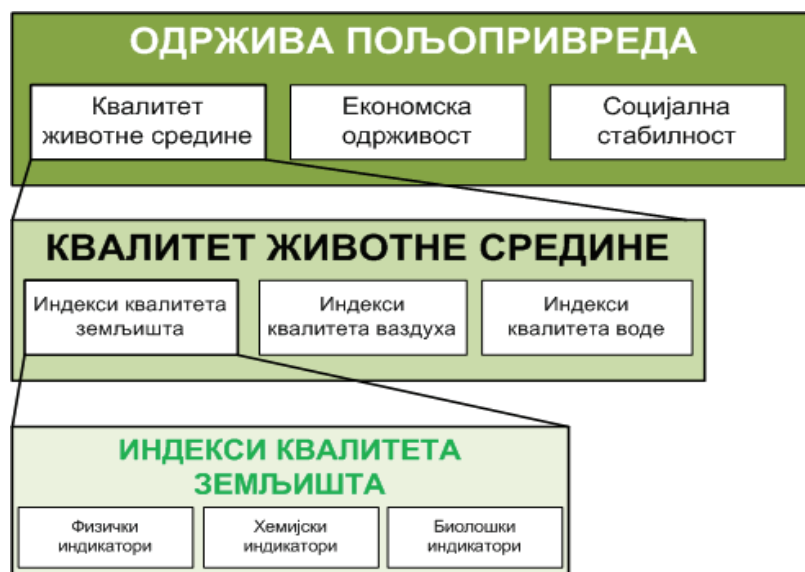 ОДРЖИВА ПОЉОПРИВРЕДА
Квалитет
животне средине
Економска
одрживост
Социјална
стабилност
КВАЛИТЕТ ЖИВОТНЕ СРЕДИНЕ
Индекси квалитета
земљишта
Индекси
квалитета ваздуха
Индекси
квалитета воде
ИНДЕКСИ КВАЛИТЕТА
ЗЕМЉИШТА
Физички
индикатори
Хемијски
индикатори
Биолошки
индикатори